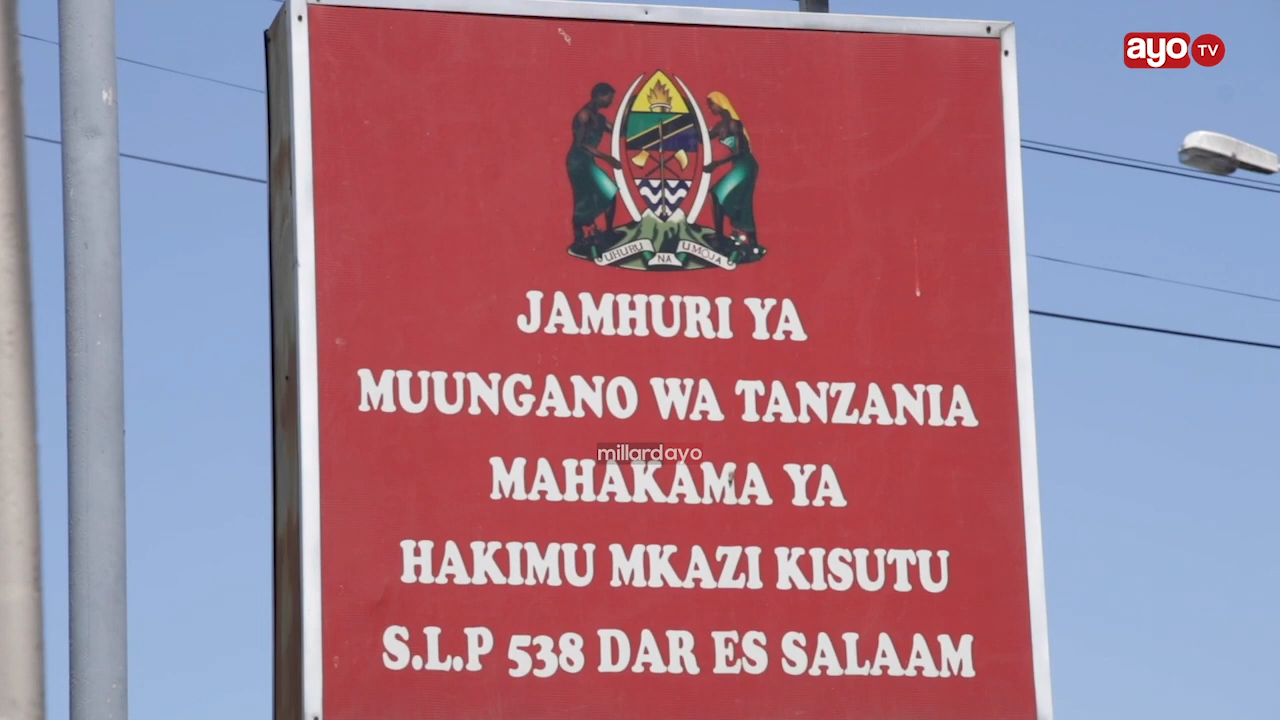 ayo TV
UHURU NA UMOJA
JAMHURI YA
MUUNGANO WA TANZANIA
millardayo
MAHAKAMA YA
HAKIMU MKAZI KISUTU
S.L.P 538 DAR ES SALAAM